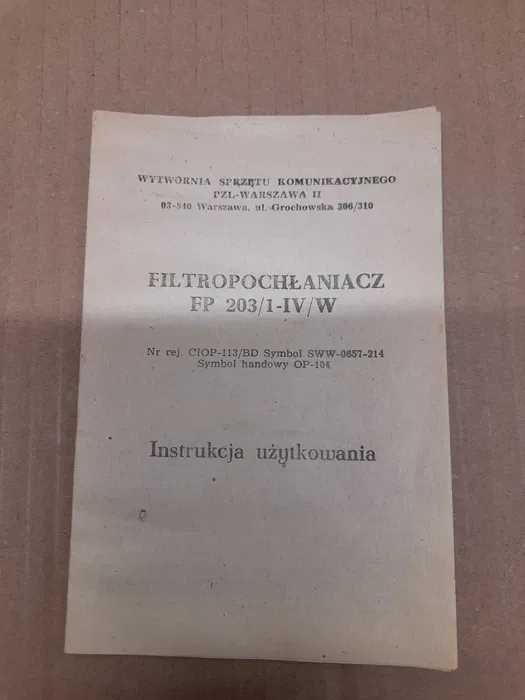 WYTWÓRNIA SPRZĘTU KOMUNIKACYJNEGO
PZL-WARSZAWA II
03-840 Warszawa, ul. Grochowska 306/310
FILTROPOCHŁANIACZ
FP 203/1-IV/W
Nr rej. CIOP-113/BD Symbol SWW-0657-214
Symbol handowy OP-104
Instrukcja użytkowania